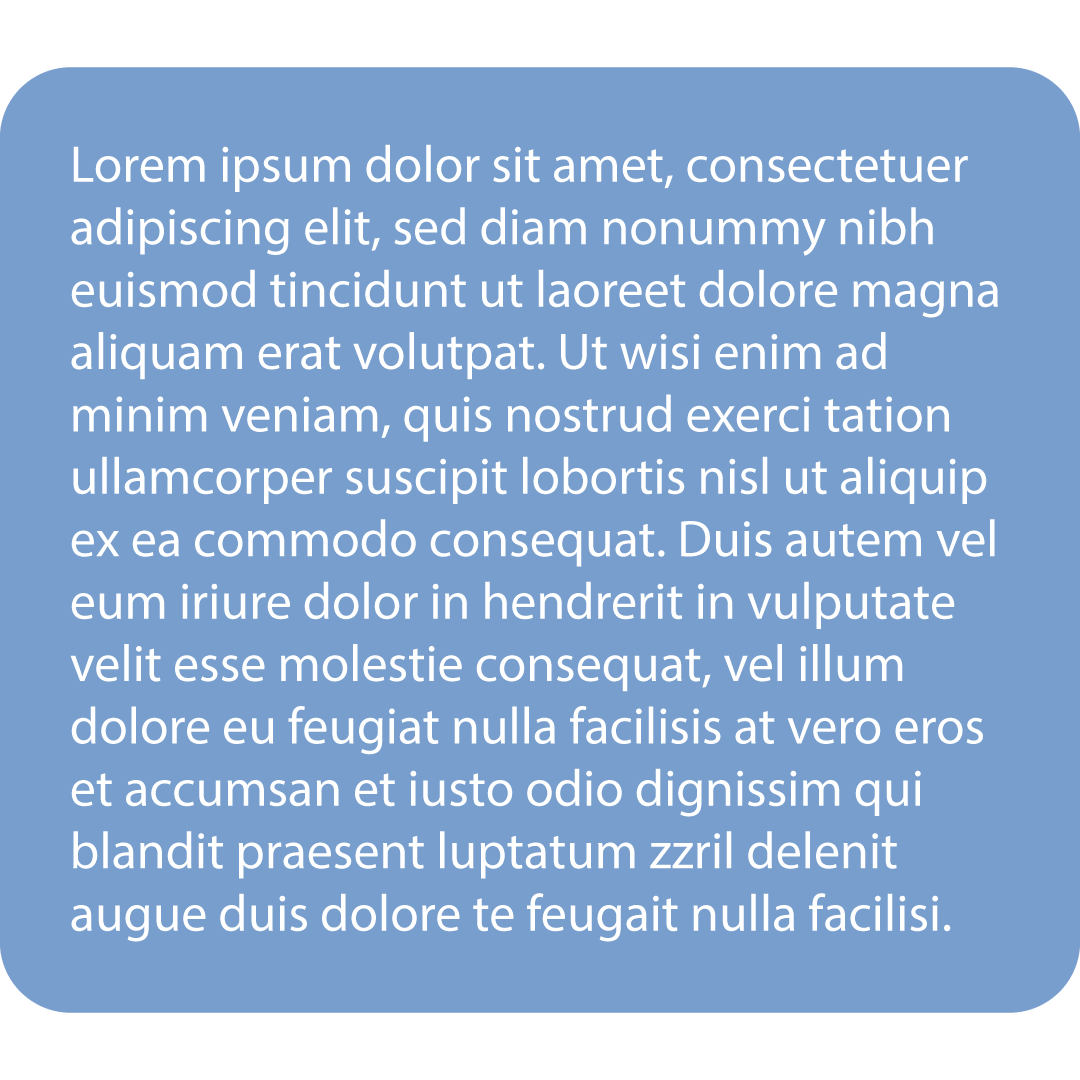 Lorem ipsum dolor sit amet, consectetuer
adipiscing elit, sed diam nonummy nibh
euismod tincidunt ut laoreet dolore magna
aliquam erat volutpat. Ut wisi enim ad
minim veniam, quis nostrud exerci tation
ullamcorper suscipit lobortis nisl ut aliquip
ex ea commodo consequat. Duis autem vel
eum iriure dolor in hendrerit in vulputate
velit esse molestie consequat, vel illum
dolore eu feugiat nulla facilisis at vero eros
et accumsan et iusto odio dignissim qui
blandit praesent luptatum zzril delenit
augue duis dolore te feugait nulla facilisi.